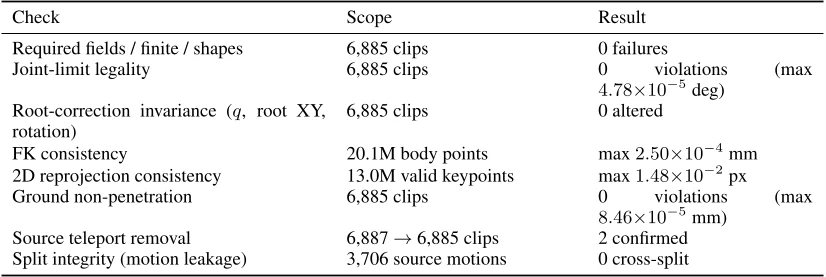 Check Scope Result
Required fields / finite / shapes 6,885 clips 0 failures
Joint-limit legality 6,885 clips 0 violations (max
4.78×10⁻⁵ deg)
Root-correction invariance (q, root XY, 6,885 clips 0 altered
rotation)
FK consistency 20.1M body points max 2.50×10⁻⁴ mm
2D reprojection consistency 13.0M valid keypoints max 1.48×10⁻² px
Ground non-penetration 6,885 clips 0 violations (max
8.46×10⁻⁵ mm)
Source teleport removal 6,887 → 6,885 clips 2 confirmed
Split integrity (motion leakage) 3,706 source motions 0 cross-split